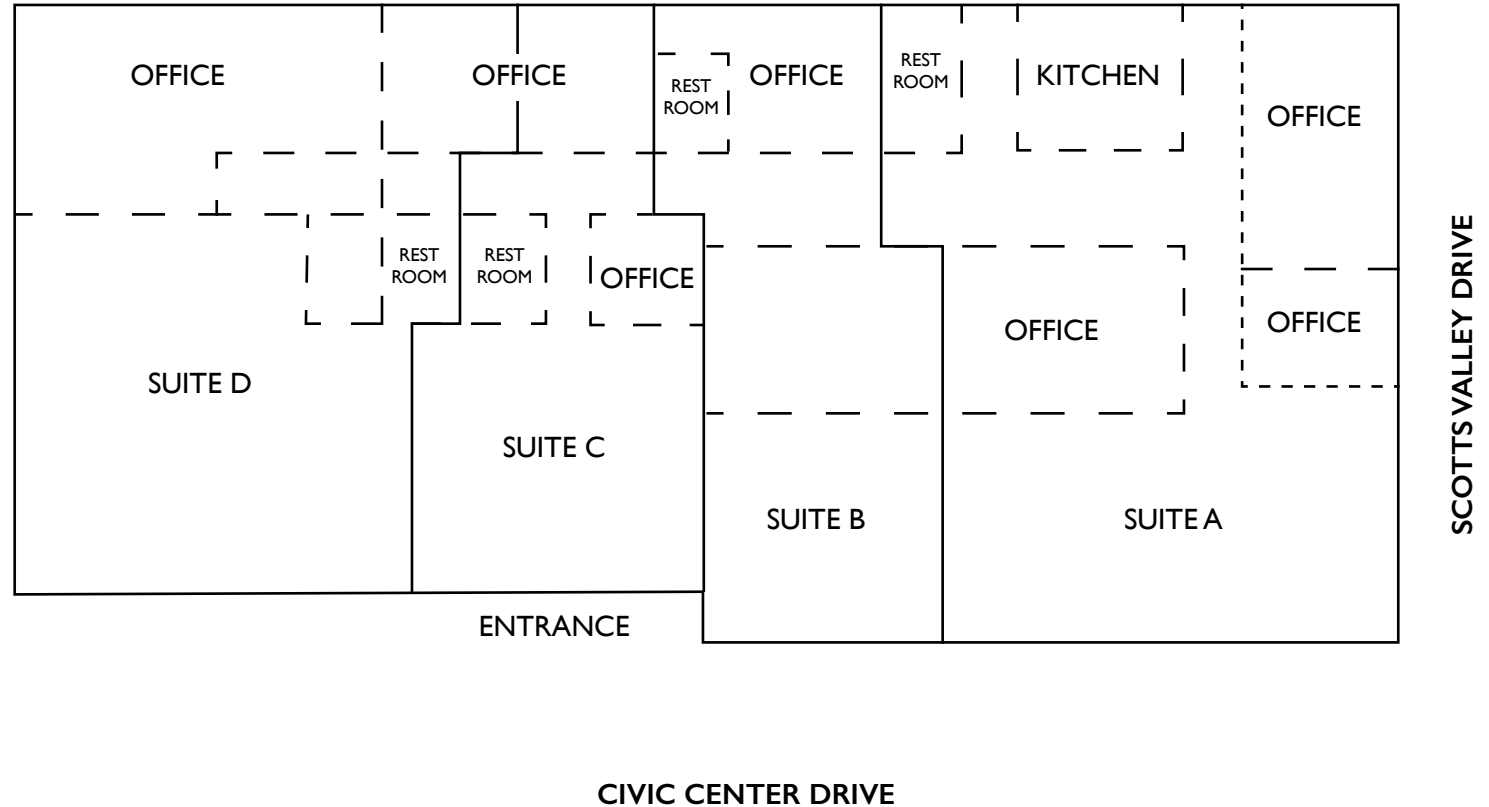 OFFICE
OFFICE
REST
ROOM
OFFICE
REST
ROOM
KITCHEN
OFFICE
REST
ROOM
REST
ROOM
OFFICE
OFFICE
OFFICE
SUITE D
SUITE C
SUITE B
SUITE A
ENTRANCE
SCOTTS VALLEY DRIVE
CIVIC CENTER DRIVE